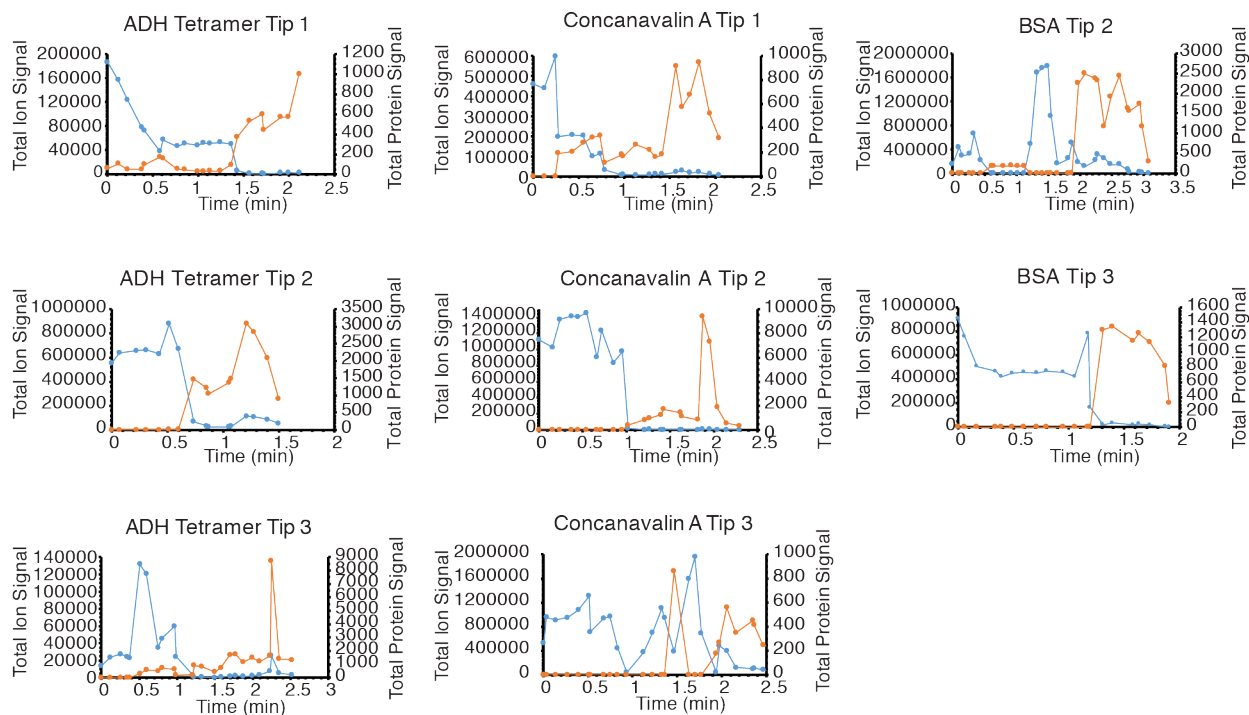 ADH Tetramer Tip 1
Total Ion Signal
200000
160000
120000
80000
40000
0
0 0.5 1 1.5 2 2.5
Time (min)
1200
1000
800
600
400
200
0
Total Protein Signal
Concanavalin A Tip 1
Total Ion Signal
600000
500000
400000
300000
200000
100000
0
0 0.5 1 1.5 2 2.5
Time (min)
1000
800
600
400
200
0
Total Protein Signal
BSA Tip 2
Total Ion Signal
2000000
1600000
1200000
800000
400000
0
0 0.5 1 1.5 2 2.5 3 3.5
Time (min)
3000
2500
2000
1500
1000
500
0
Total Protein Signal
ADH Tetramer Tip 2
Total Ion Signal
1000000
800000
600000
400000
200000
0
0 0.5 1 1.5 2
Time (min)
3500
3000
2500
2000
1500
1000
500
0
Total Protein Signal
Concanavalin A Tip 2
Total Ion Signal
1400000
1200000
1000000
800000
600000
400000
200000
0
0 0.5 1 1.5 2 2.5
Time (min)
10000
8000
6000
4000
2000
0
Total Protein Signal
BSA Tip 3
Total Ion Signal
1000000
800000
600000
400000
200000
0
0 0.5 1 1.5 2
Time (min)
1600
1400
1200
1000
800
600
400
200
0
Total Protein Signal
ADH Tetramer Tip 3
Total Ion Signal
140000
120000
100000
80000
60000
40000
20000
0
0 0.5 1 1.5 2 2.5 3
Time (min)
9000
8000
7000
6000
5000
4000
3000
2000
1000
0
Total Protein Signal
Concanavalin A Tip 3
Total Ion Signal
2000000
1600000
1200000
800000
400000
0
0 0.5 1 1.5 2 2.5
Time (min)
1000
800
600
400
200
0
Total Protein Signal